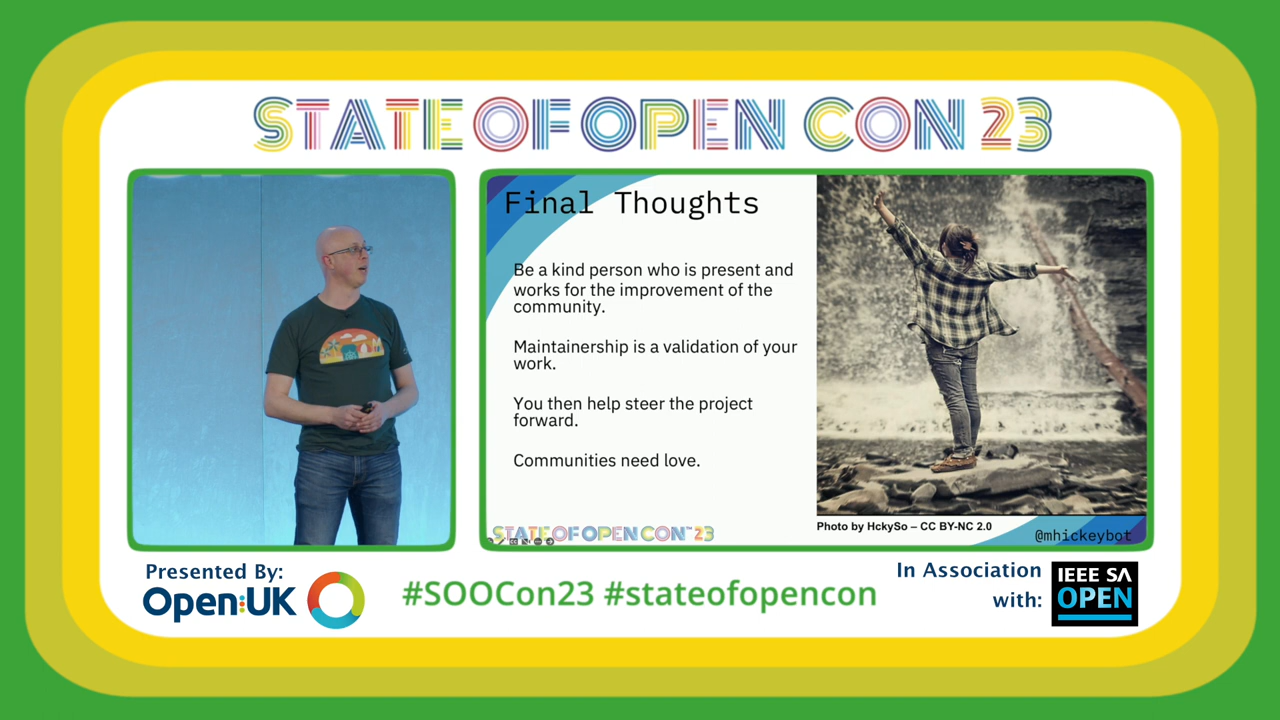 STATE OF OPEN CON 23
Final Thoughts
Be a kind person who is present and
works for the improvement of the
community.
Maintainership is a validation of your
work.
You then help steer the project
forward.
Communities need love.
Photo by HckySo – CC BY-NC 2.0
STATE OF OPEN CON™ 23
@mhickeybot
Presented By:
Open:UK
#SOOCon23 #stateofopencon
In Association
with:
IEEE SA
OPEN